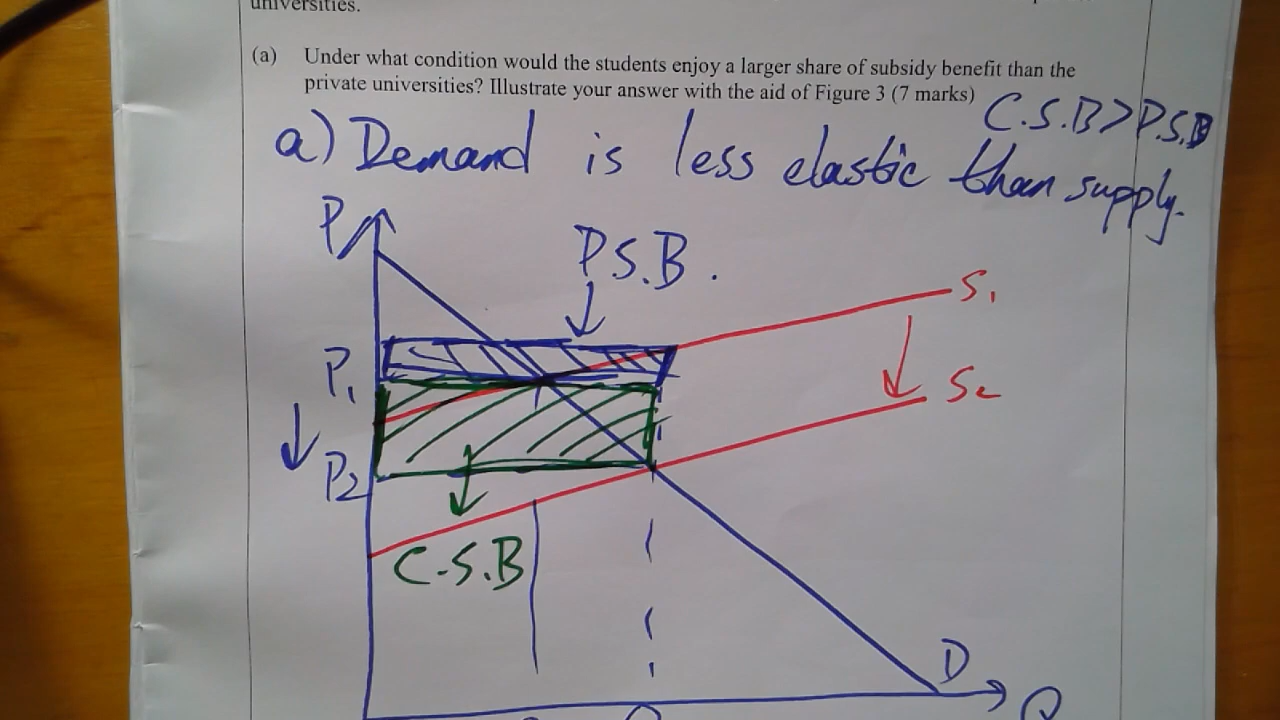 universities.
(a) Under what condition would the students enjoy a larger share of subsidy benefit than the
private universities? Illustrate your answer with the aid of Figure 3 (7 marks)
C.S.B>P.S.B
a) Demand is less elastic than supply.
P
P.S.B.
S1
P1
S2
P2
C.S.B
D
Q